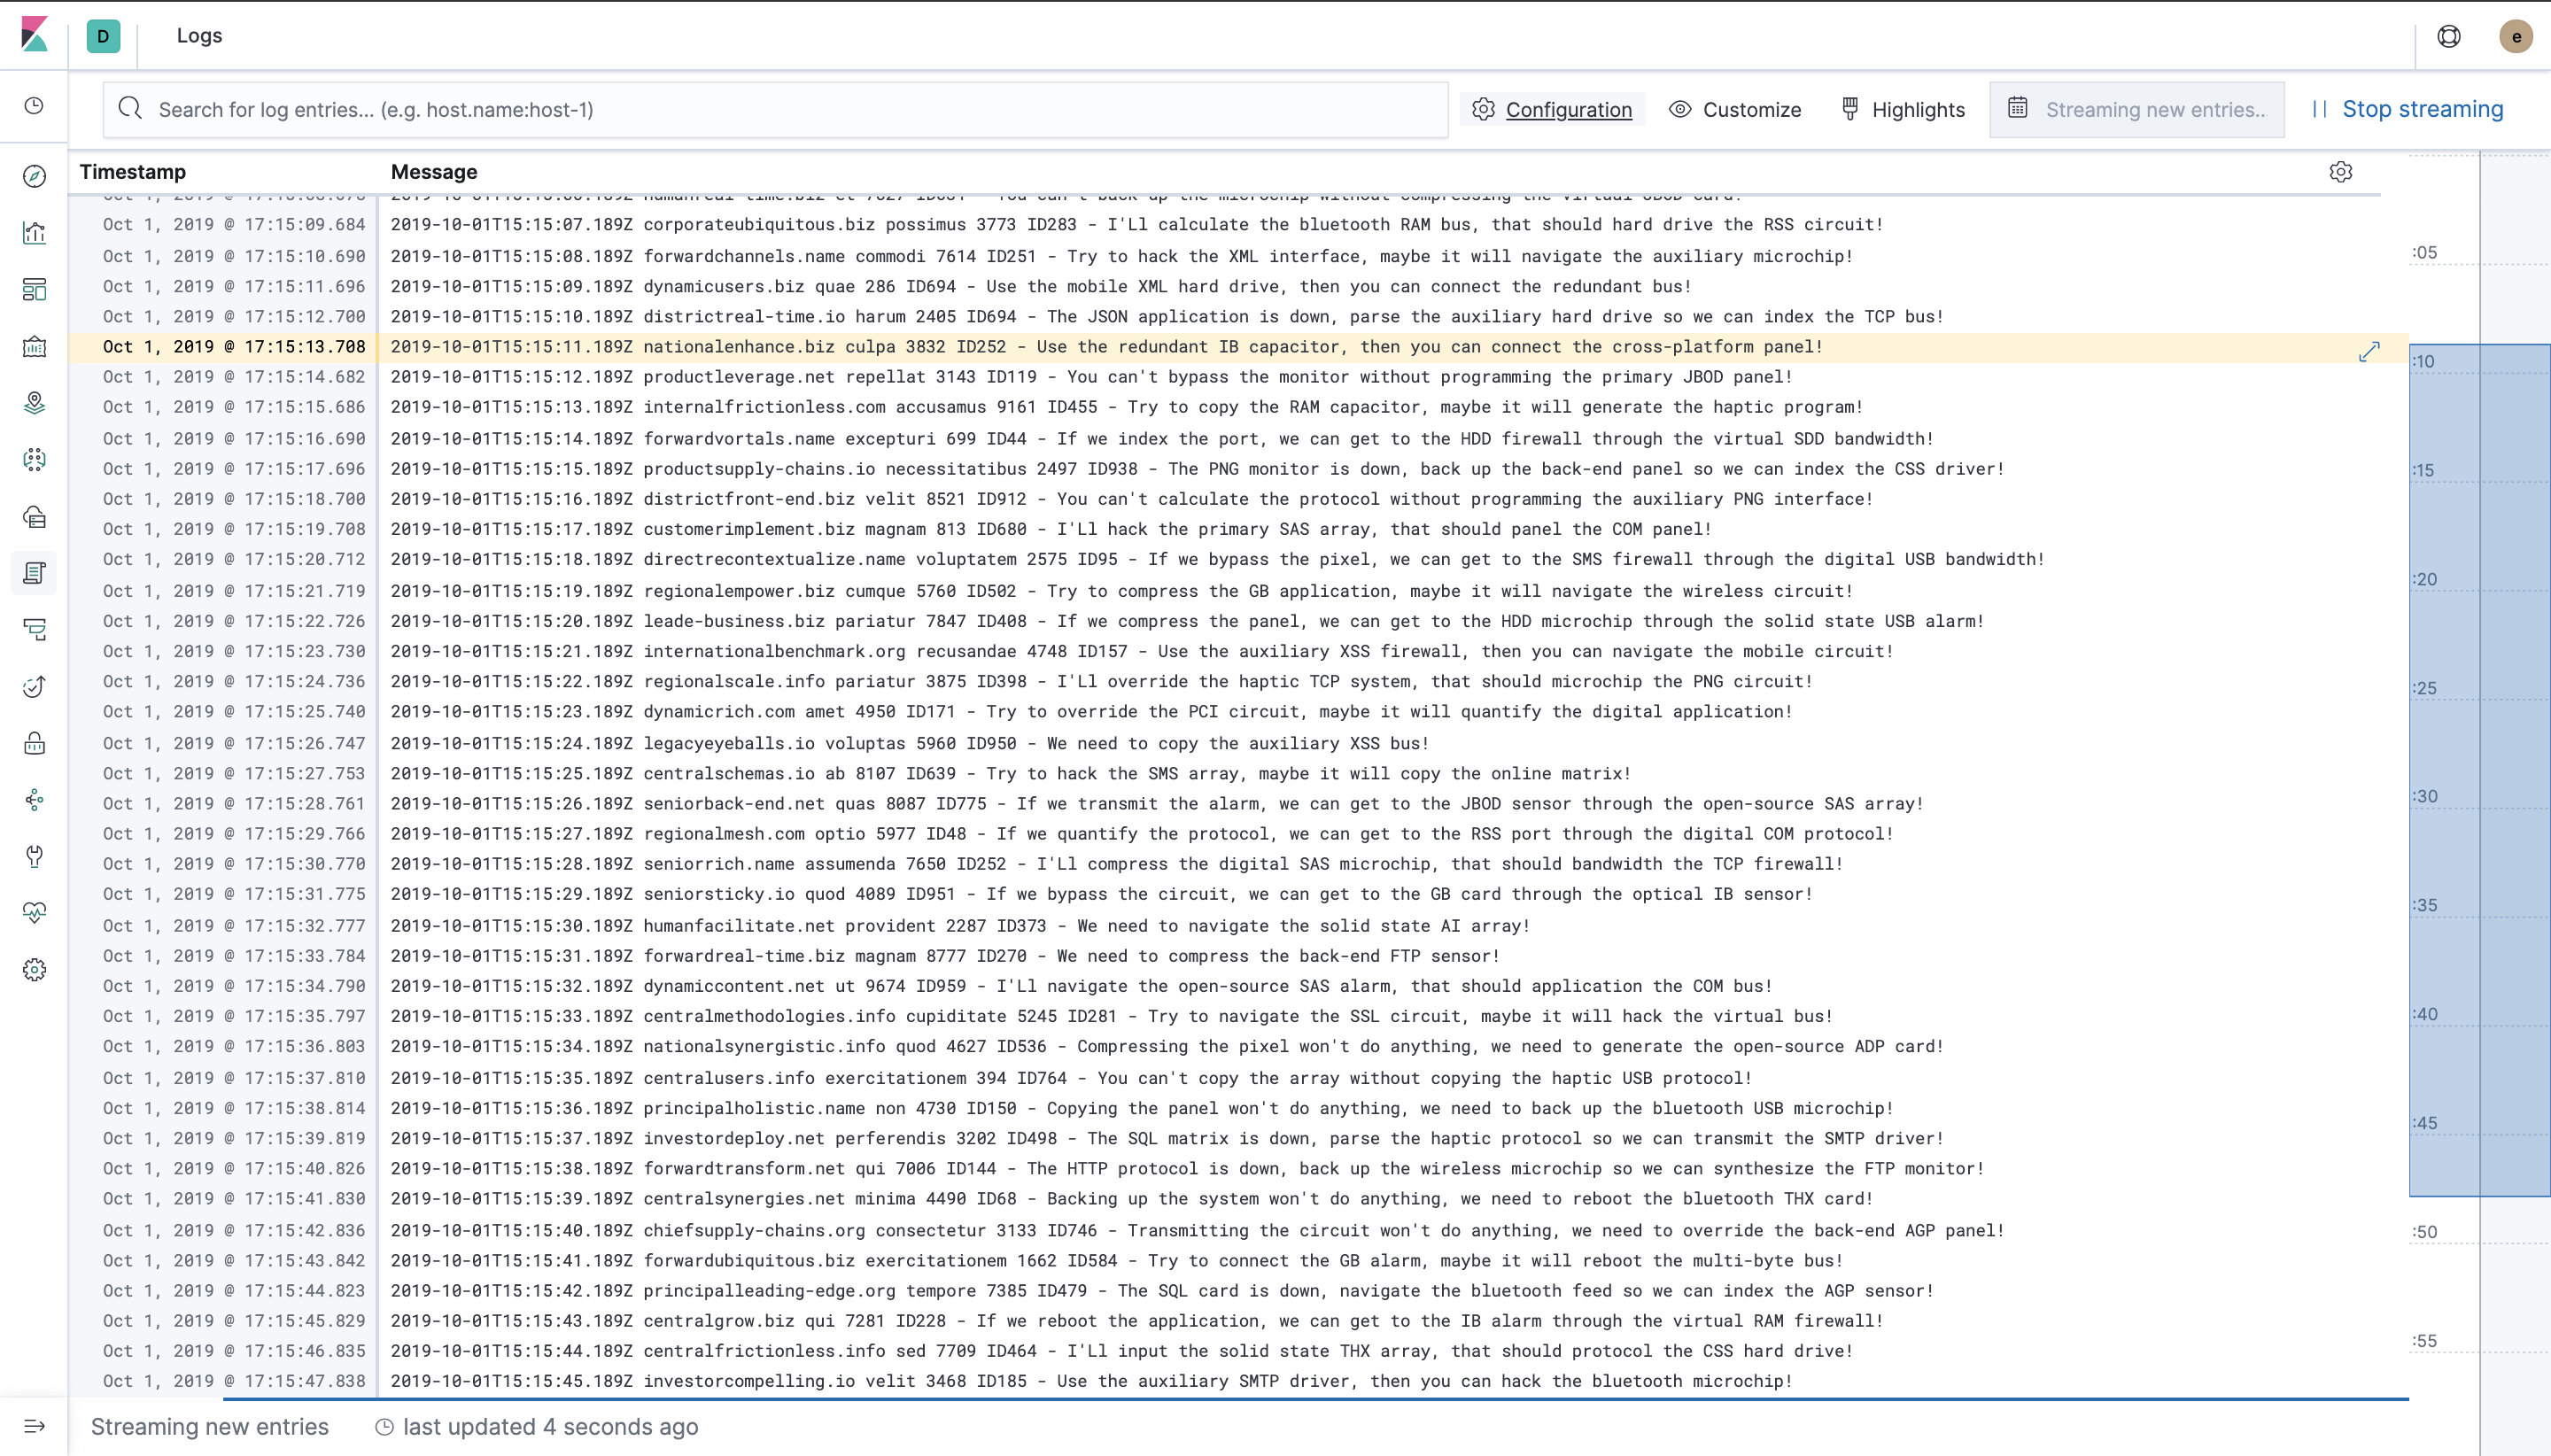 D Logs e
Search for log entries... (e.g. host.name:host-1) Configuration Customize Highlights Streaming new entries... Stop streaming
Timestamp Message
Oct 1, 2019 @ 17:15:09.684 2019-10-01T15:15:07.189Z corporateubiquitous.biz possimus 3773 ID283 - I'Ll calculate the bluetooth RAM bus, that should hard drive the RSS circuit!
Oct 1, 2019 @ 17:15:10.690 2019-10-01T15:15:08.189Z forwardchannels.name commodi 7614 ID251 - Try to hack the XML interface, maybe it will navigate the auxiliary microchip!
Oct 1, 2019 @ 17:15:11.696 2019-10-01T15:15:09.189Z dynamicusers.biz quae 286 ID694 - Use the mobile XML hard drive, then you can connect the redundant bus!
Oct 1, 2019 @ 17:15:12.700 2019-10-01T15:15:10.189Z districtreal-time.io harum 2405 ID694 - The JSON application is down, parse the auxiliary hard drive so we can index the TCP bus!
Oct 1, 2019 @ 17:15:13.708 2019-10-01T15:15:11.189Z nationalenhance.biz culpa 3832 ID252 - Use the redundant IB capacitor, then you can connect the cross-platform panel!
Oct 1, 2019 @ 17:15:14.682 2019-10-01T15:15:12.189Z productleverage.net repellat 3143 ID119 - You can't bypass the monitor without programming the primary JBOD panel!
Oct 1, 2019 @ 17:15:15.686 2019-10-01T15:15:13.189Z internalfrictionless.com accusamus 9161 ID455 - Try to copy the RAM capacitor, maybe it will generate the haptic program!
Oct 1, 2019 @ 17:15:16.690 2019-10-01T15:15:14.189Z forwardvortals.name excepturi 699 ID44 - If we index the port, we can get to the HDD firewall through the virtual SDD bandwidth!
Oct 1, 2019 @ 17:15:17.696 2019-10-01T15:15:15.189Z productsupply-chains.io necessitatibus 2497 ID938 - The PNG monitor is down, back up the back-end panel so we can index the CSS driver!
Oct 1, 2019 @ 17:15:18.700 2019-10-01T15:15:16.189Z districtfront-end.biz velit 8521 ID912 - You can't calculate the protocol without programming the auxiliary PNG interface!
Oct 1, 2019 @ 17:15:19.708 2019-10-01T15:15:17.189Z customerimplement.biz magnam 813 ID680 - I'Ll hack the primary SAS array, that should panel the COM panel!
Oct 1, 2019 @ 17:15:20.712 2019-10-01T15:15:18.189Z directrecontextualize.name voluptatem 2575 ID95 - If we bypass the pixel, we can get to the SMS firewall through the digital USB bandwidth!
Oct 1, 2019 @ 17:15:21.719 2019-10-01T15:15:19.189Z regionalempower.biz cumque 5760 ID502 - Try to compress the GB application, maybe it will navigate the wireless circuit!
Oct 1, 2019 @ 17:15:22.726 2019-10-01T15:15:20.189Z leade-business.biz pariatur 7847 ID408 - If we compress the panel, we can get to the HDD microchip through the solid state USB alarm!
Oct 1, 2019 @ 17:15:23.730 2019-10-01T15:15:21.189Z internationalbenchmark.org recusandae 4748 ID157 - Use the auxiliary XSS firewall, then you can navigate the mobile circuit!
Oct 1, 2019 @ 17:15:24.736 2019-10-01T15:15:22.189Z regionalscale.info pariatur 3875 ID398 - I'Ll override the haptic TCP system, that should microchip the PNG circuit!
Oct 1, 2019 @ 17:15:25.740 2019-10-01T15:15:23.189Z dynamicrich.com amet 4950 ID171 - Try to override the PCI circuit, maybe it will quantify the digital application!
Oct 1, 2019 @ 17:15:26.747 2019-10-01T15:15:24.189Z legacyeyeballs.io voluptas 5960 ID950 - We need to copy the auxiliary XSS bus!
Oct 1, 2019 @ 17:15:27.753 2019-10-01T15:15:25.189Z centralschemas.io ab 8107 ID639 - Try to hack the SMS array, maybe it will copy the online matrix!
Oct 1, 2019 @ 17:15:28.761 2019-10-01T15:15:26.189Z seniorback-end.net quas 8087 ID775 - If we transmit the alarm, we can get to the JBOD sensor through the open-source SAS array!
Oct 1, 2019 @ 17:15:29.766 2019-10-01T15:15:27.189Z regionalmesh.com optio 5977 ID48 - If we quantify the protocol, we can get to the RSS port through the digital COM protocol!
Oct 1, 2019 @ 17:15:30.770 2019-10-01T15:15:28.189Z seniorrich.name assumenda 7650 ID252 - I'Ll compress the digital SAS microchip, that should bandwidth the TCP firewall!
Oct 1, 2019 @ 17:15:31.775 2019-10-01T15:15:29.189Z seniorsticky.io quod 4089 ID951 - If we bypass the circuit, we can get to the GB card through the optical IB sensor!
Oct 1, 2019 @ 17:15:32.777 2019-10-01T15:15:30.189Z humanfacilitate.net provident 2287 ID373 - We need to navigate the solid state AI array!
Oct 1, 2019 @ 17:15:33.784 2019-10-01T15:15:31.189Z forwardreal-time.biz magnam 8777 ID270 - We need to compress the back-end FTP sensor!
Oct 1, 2019 @ 17:15:34.790 2019-10-01T15:15:32.189Z dynamiccontent.net ut 9674 ID959 - I'Ll navigate the open-source SAS alarm, that should application the COM bus!
Oct 1, 2019 @ 17:15:35.797 2019-10-01T15:15:33.189Z centralmethodologies.info cupiditate 5245 ID281 - Try to navigate the SSL circuit, maybe it will hack the virtual bus!
Oct 1, 2019 @ 17:15:36.803 2019-10-01T15:15:34.189Z nationalsynergistic.info quod 4627 ID536 - Compressing the pixel won't do anything, we need to generate the open-source ADP card!
Oct 1, 2019 @ 17:15:37.810 2019-10-01T15:15:35.189Z centralusers.info exercitationem 394 ID764 - You can't copy the array without copying the haptic USB protocol!
Oct 1, 2019 @ 17:15:38.814 2019-10-01T15:15:36.189Z principalholistic.name non 4730 ID150 - Copying the panel won't do anything, we need to back up the bluetooth USB microchip!
Oct 1, 2019 @ 17:15:39.819 2019-10-01T15:15:37.189Z investordeploy.net perferendis 3202 ID498 - The SQL matrix is down, parse the haptic protocol so we can transmit the SMTP driver!
Oct 1, 2019 @ 17:15:40.826 2019-10-01T15:15:38.189Z forwardtransform.net qui 7006 ID144 - The HTTP protocol is down, back up the wireless microchip so we can synthesize the FTP monitor!
Oct 1, 2019 @ 17:15:41.830 2019-10-01T15:15:39.189Z centralsynergies.net minima 4490 ID68 - Backing up the system won't do anything, we need to reboot the bluetooth THX card!
Oct 1, 2019 @ 17:15:42.836 2019-10-01T15:15:40.189Z chiefsupply-chains.org consectetur 3133 ID746 - Transmitting the circuit won't do anything, we need to override the back-end AGP panel!
Oct 1, 2019 @ 17:15:43.842 2019-10-01T15:15:41.189Z forwardubiquitous.biz exercitationem 1662 ID584 - Try to connect the GB alarm, maybe it will reboot the multi-byte bus!
Oct 1, 2019 @ 17:15:44.823 2019-10-01T15:15:42.189Z principalleading-edge.org tempore 7385 ID479 - The SQL card is down, navigate the bluetooth feed so we can index the AGP sensor!
Oct 1, 2019 @ 17:15:45.829 2019-10-01T15:15:43.189Z centralgrow.biz qui 7281 ID228 - If we reboot the application, we can get to the IB alarm through the virtual RAM firewall!
Oct 1, 2019 @ 17:15:46.835 2019-10-01T15:15:44.189Z centralfrictionless.info sed 7709 ID464 - I'Ll input the solid state THX array, that should protocol the CSS hard drive!
Oct 1, 2019 @ 17:15:47.838 2019-10-01T15:15:45.189Z investorcompelling.io velit 3468 ID185 - Use the auxiliary SMTP driver, then you can hack the bluetooth microchip!
:05
:10
:15
:20
:25
:30
:35
:40
:45
:50
:55
Streaming new entries last updated 4 seconds ago